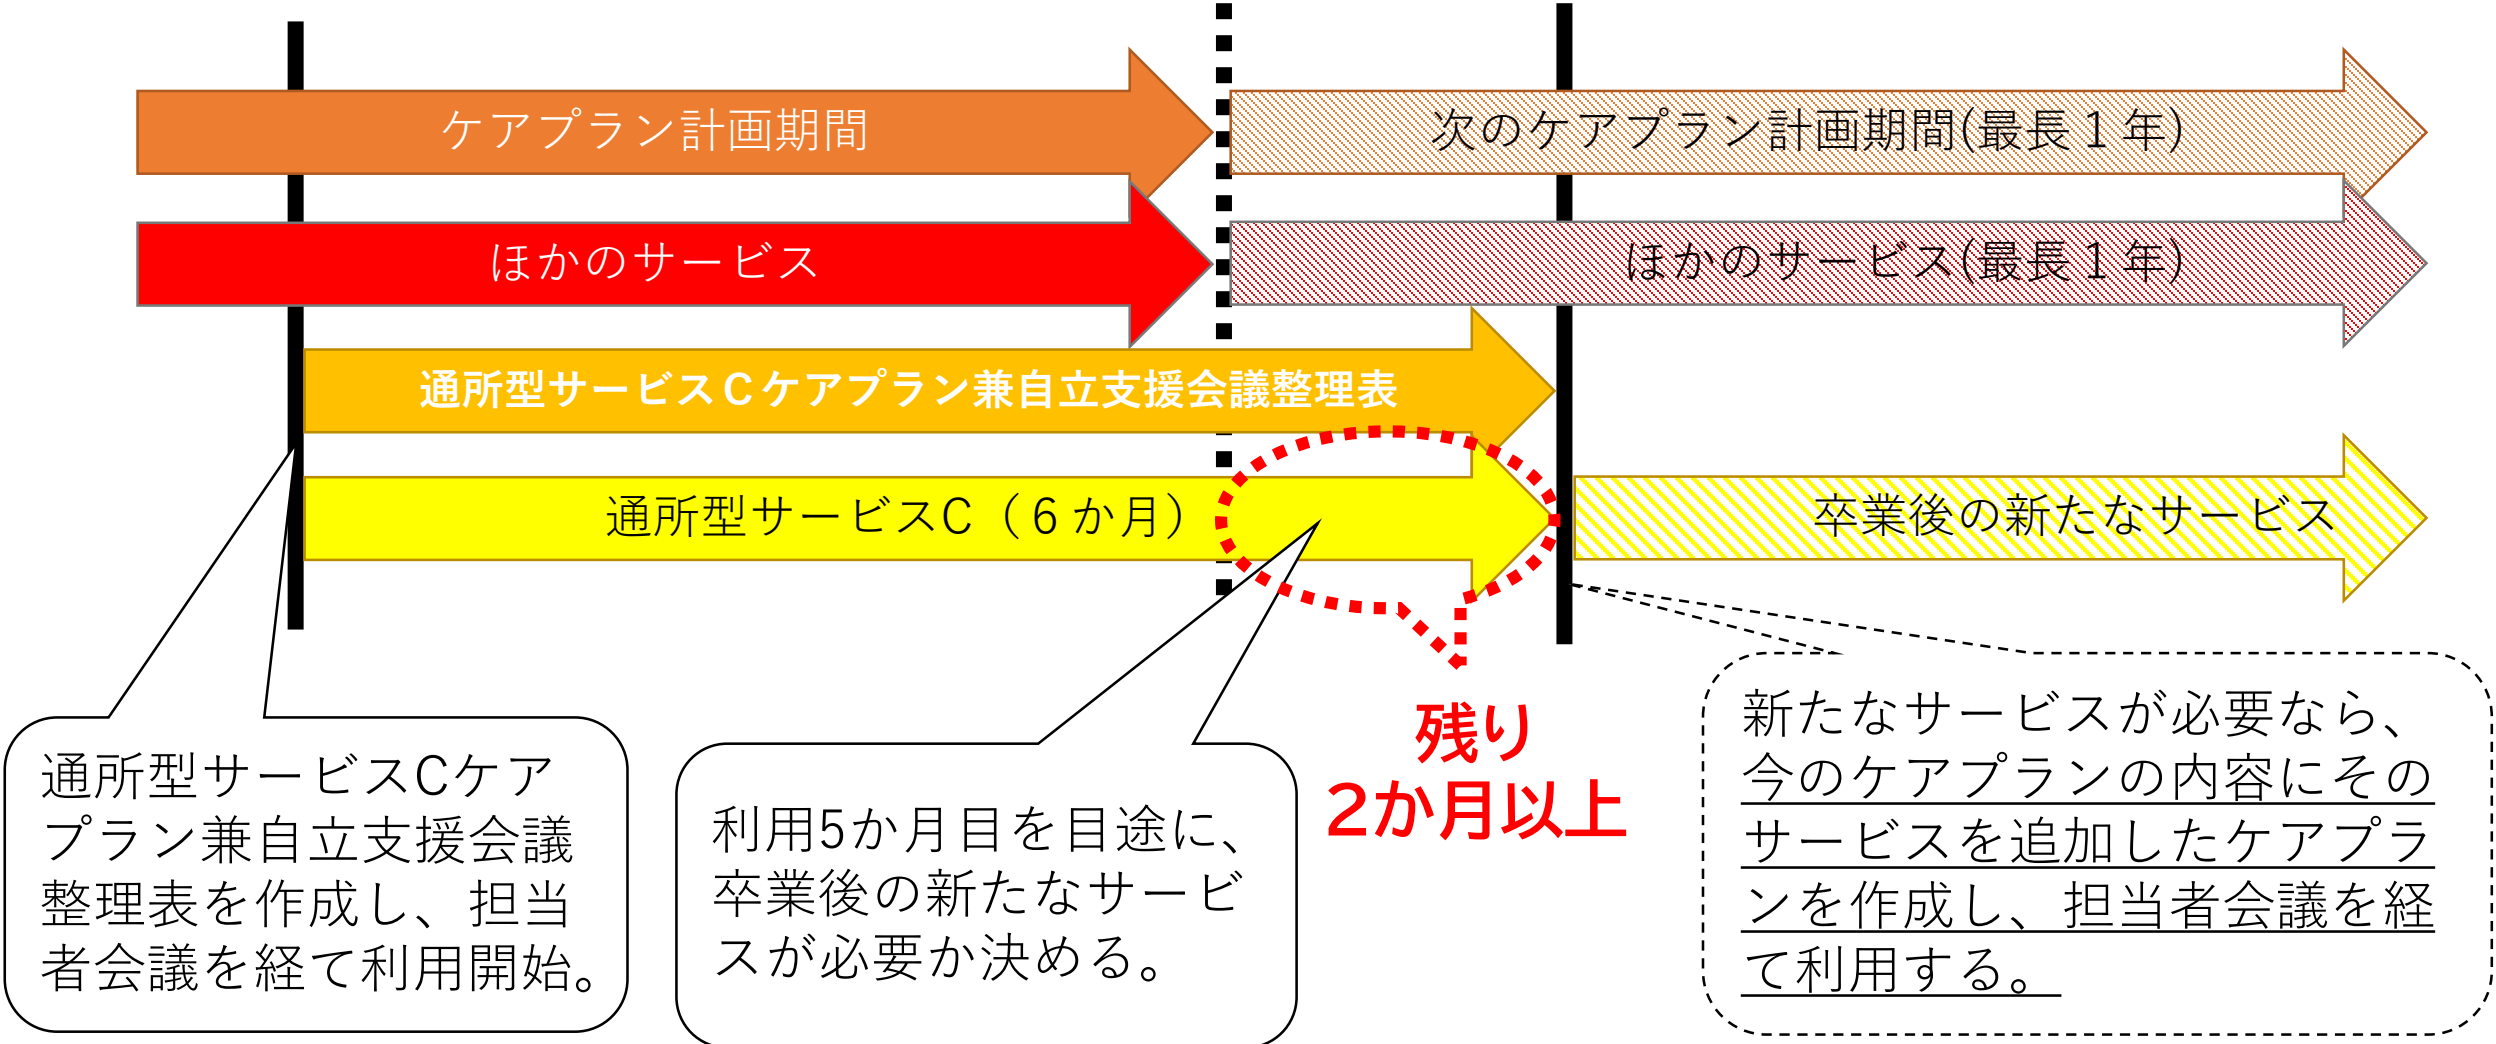 ケアプラン計画期間
次のケアプラン計画期間(最長１年)
ほかのサービス
ほかのサービス(最長１年)
通所型サービスＣケアプラン兼自立支援会議整理表
通所型サービスＣ（6か月）
卒業後の新たなサービス
通所型サービスCケア
プラン兼自立支援会議
整理表を作成し、担当
者会議を経て利用開始。
利用６か月目を目途に、
卒業後の新たなサービ
スが必要か決める。
残り
2か月以上
新たなサービスが必要なら、
今のケアプランの内容にその
サービスを追加したケアプラ
ンを作成し、担当者会議を経
て利用する。